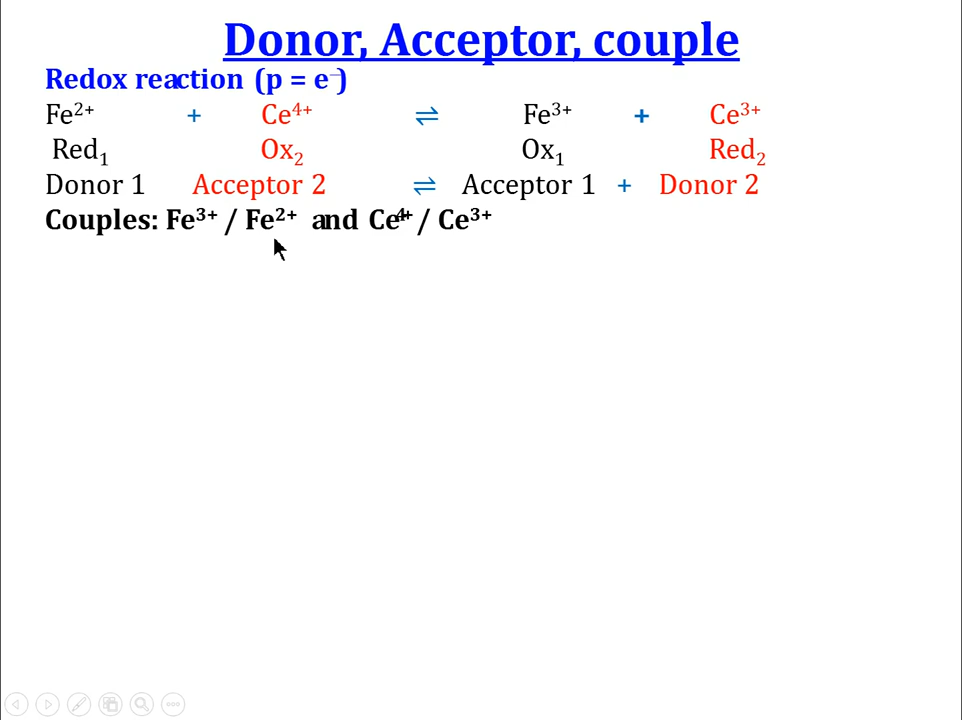 Donor, Acceptor, couple
Redox reaction (p = e⁻)
Fe²⁺ + Ce⁴⁺ ⇌ Fe³⁺ + Ce³⁺
Red₁ Ox₂ Ox₁ Red₂
Donor 1 Acceptor 2 ⇌ Acceptor 1 + Donor 2
Couples: Fe³⁺ / Fe²⁺ and Ce⁴⁺ / Ce³⁺